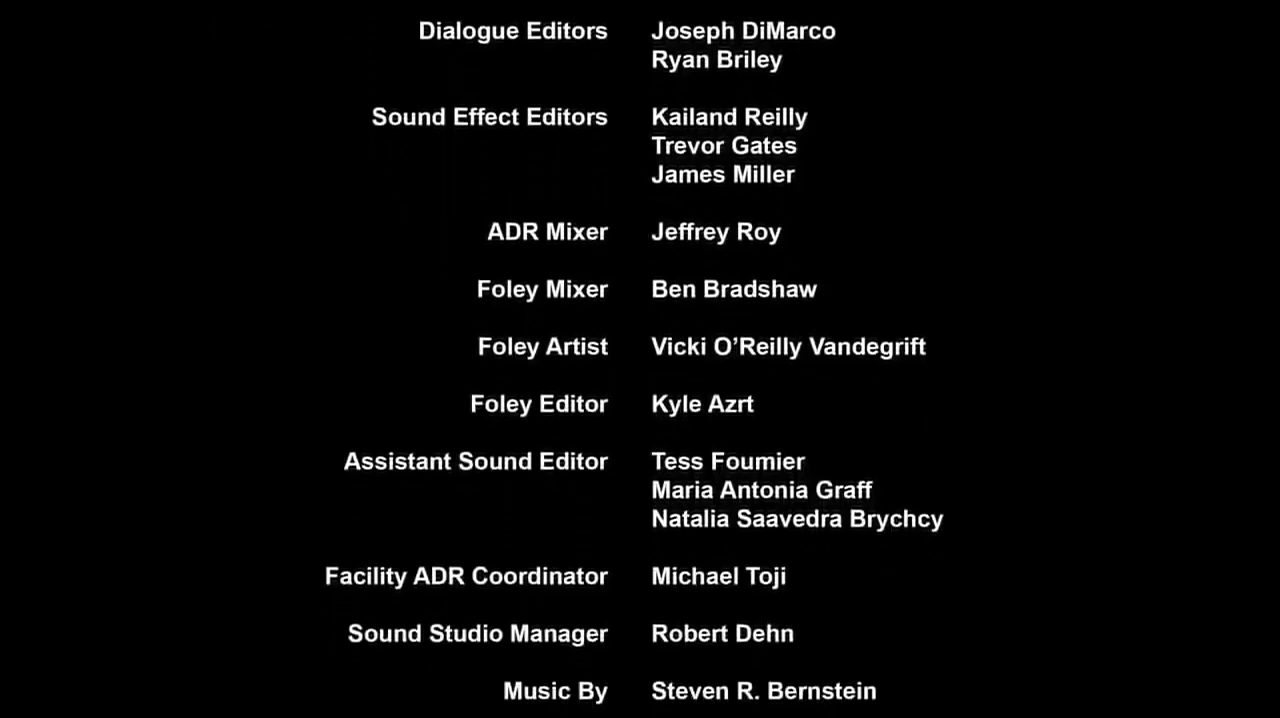 Dialogue Editors Joseph DiMarco
Ryan Briley
Sound Effect Editors Kailand Reilly
Trevor Gates
James Miller
ADR Mixer Jeffrey Roy
Foley Mixer Ben Bradshaw
Foley Artist Vicki O’Reilly Vandegrift
Foley Editor Kyle Azrt
Assistant Sound Editor Tess Foumier
Maria Antonia Graff
Natalia Saavedra Brychcy
Facility ADR Coordinator Michael Toji
Sound Studio Manager Robert Dehn
Music By Steven R. Bernstein